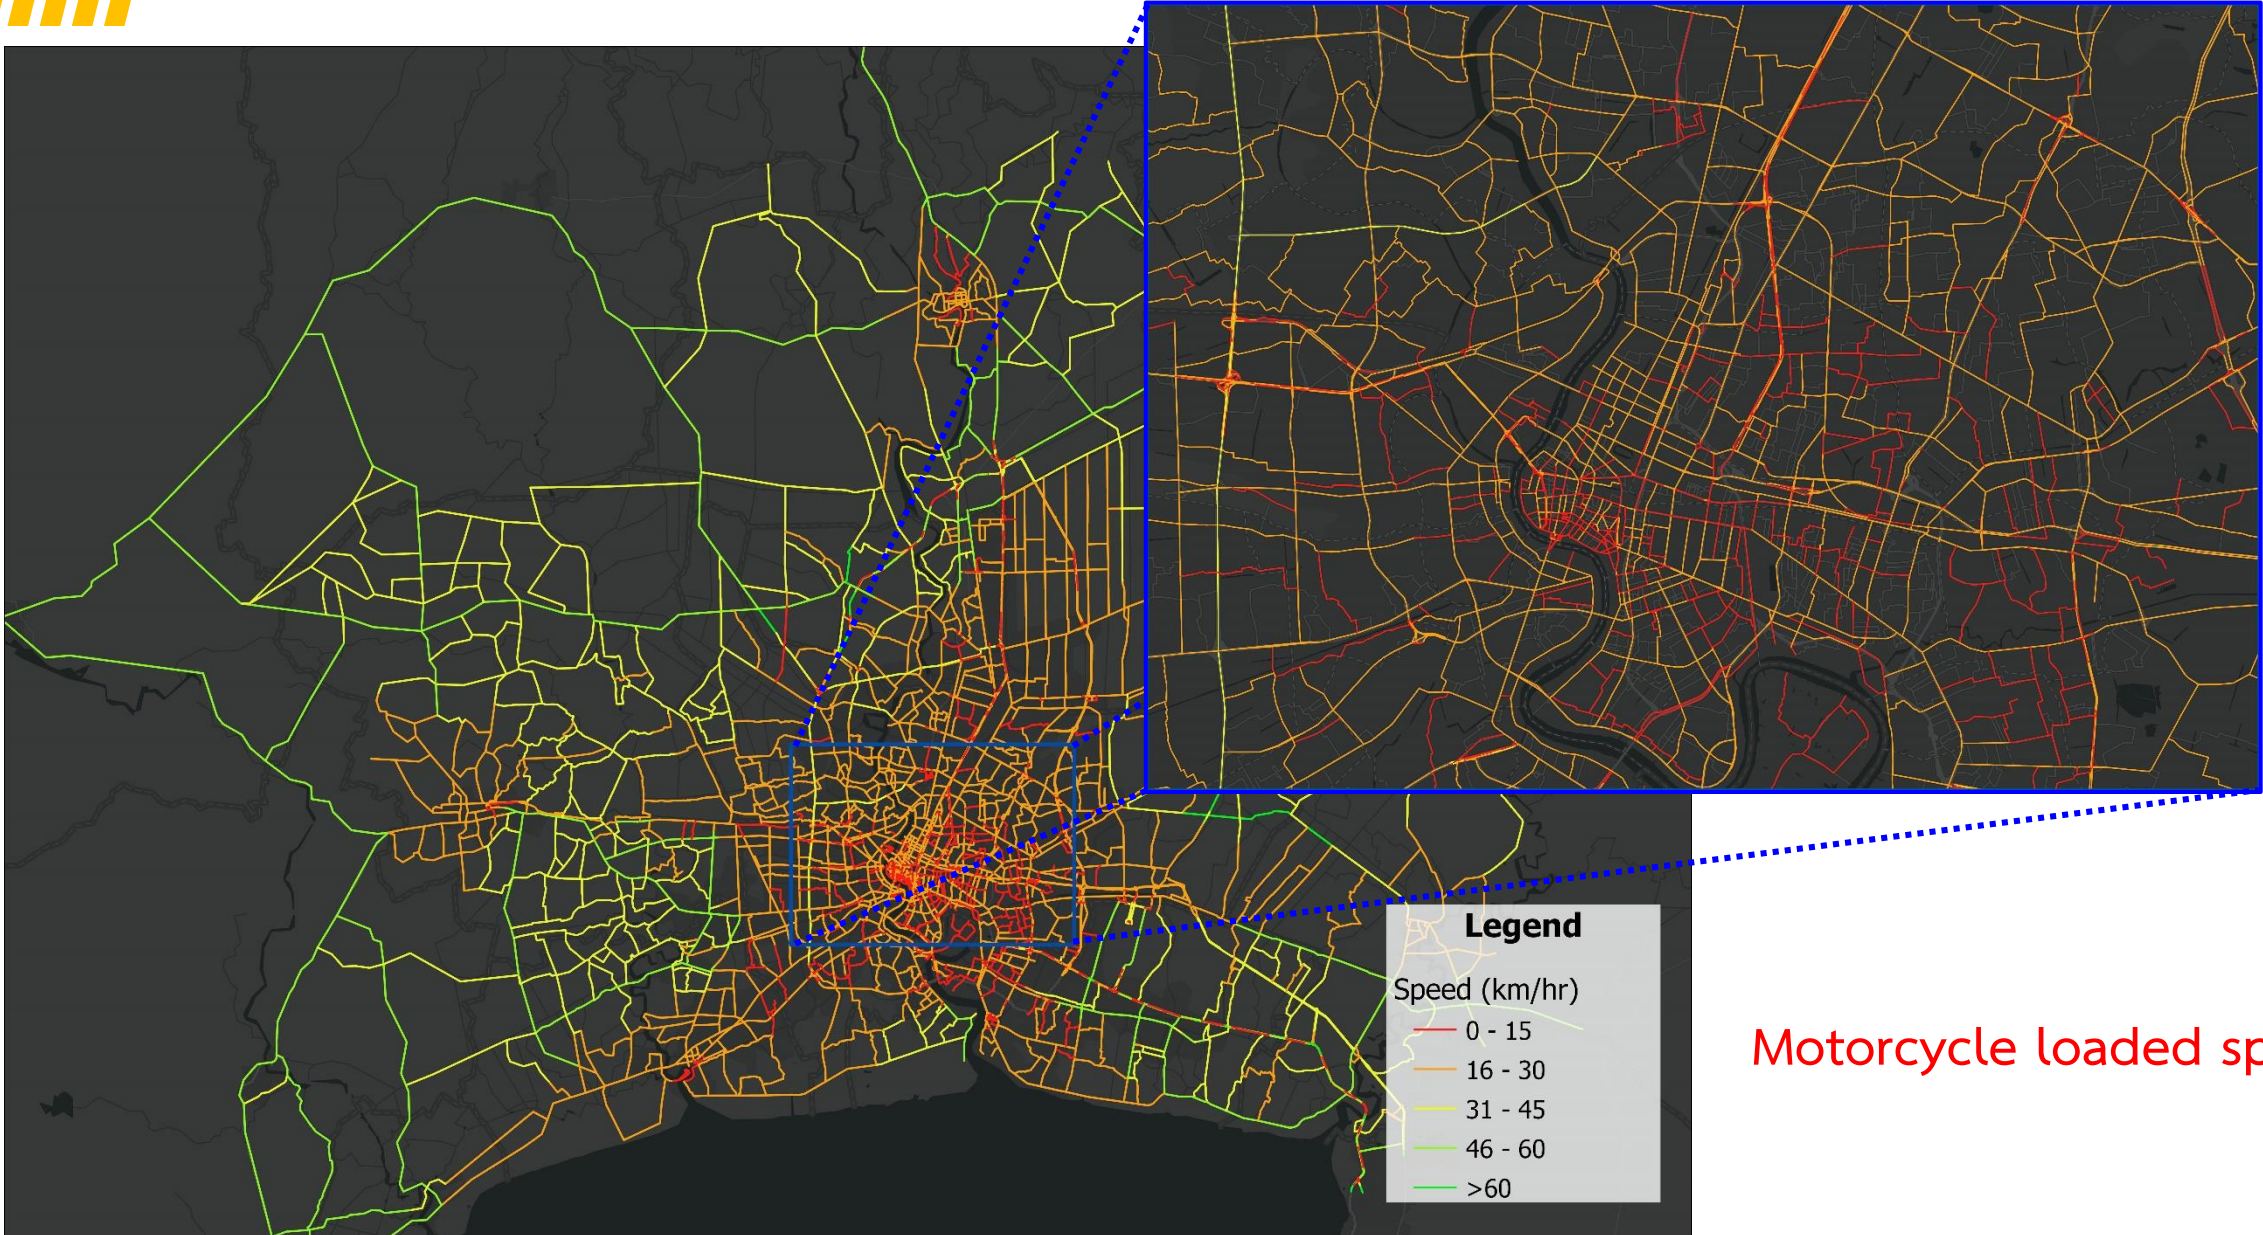 Legend
Speed (km/hr)
0 - 15
16 - 30
31 - 45
46 - 60
>60
Motorcycle loaded sp